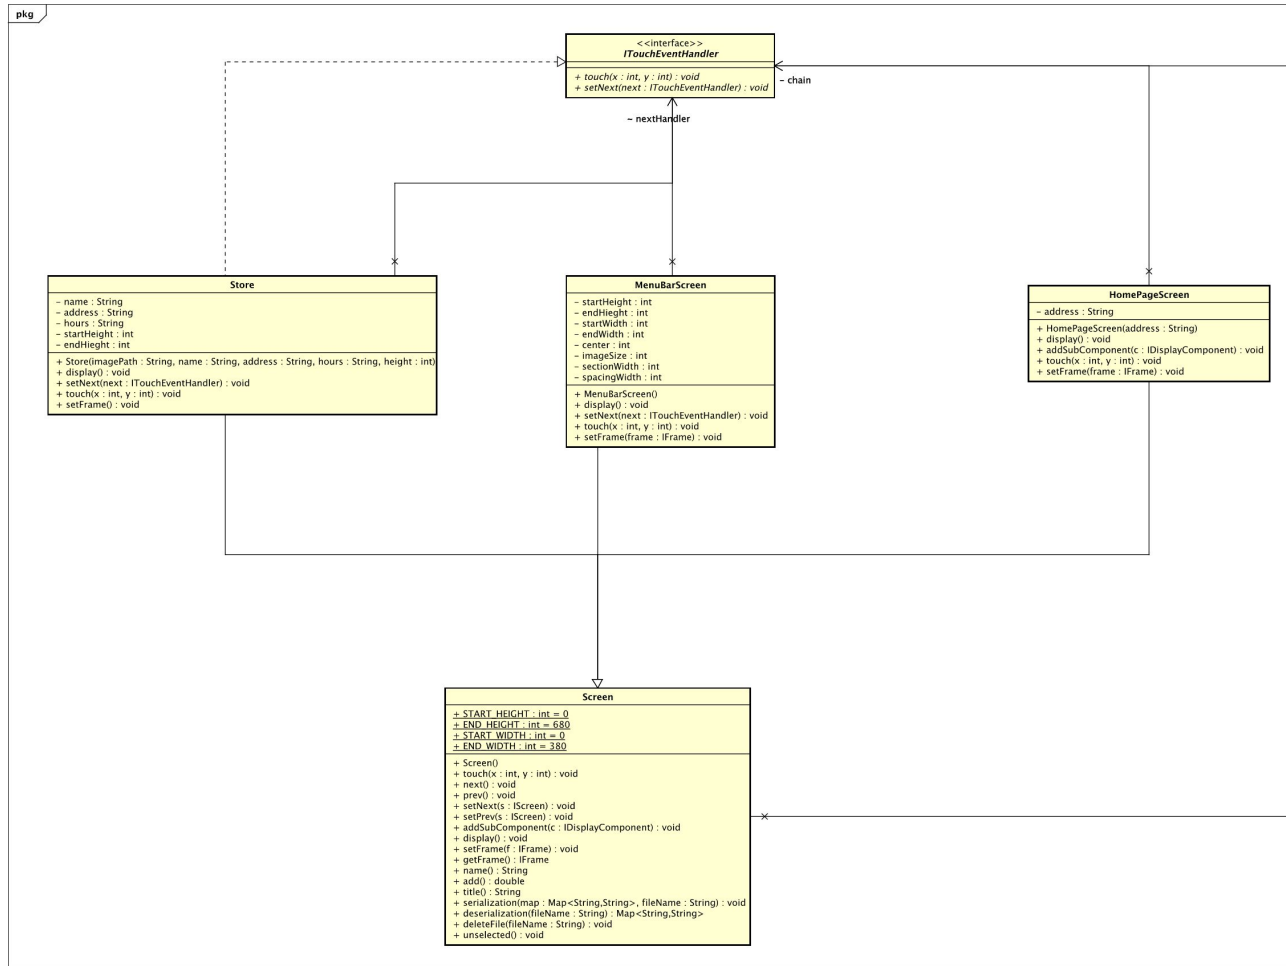 pkg
<<interface>>
ITouchEventHandler
+ touch(x : int, y : int) : void
+ setNext(next : ITouchEventHandler) : void
- chain
~ nextHandler
Store
- name : String
- address : String
- hours : String
- startHeight : int
- endHieght : int
+ Store(imagePath : String, name : String, address : String, hours : String, height : int)
+ display() : void
+ setNext(next : ITouchEventHandler) : void
+ touch(x : int, y : int) : void
+ setFrame() : void
MenuBarScreen
- startHeight : int
- endHieght : int
- startWidth : int
- endWidth : int
- center : int
- imageSize : int
- sectionWidth : int
- spacingWidth : int
+ MenuBarScreen()
+ display() : void
+ setNext(next : ITouchEventHandler) : void
+ touch(x : int, y : int) : void
+ setFrame(frame : IFrame) : void
HomePageScreen
- address : String
+ HomePageScreen(address : String)
+ display() : void
+ addSubComponent(c : IDisplayComponent) : void
+ touch(x : int, y : int) : void
+ setFrame(frame : IFrame) : void
Screen
+ START_HEIGHT : int = 0
+ END_HEIGHT : int = 680
+ START_WIDTH : int = 0
+ END_WIDTH : int = 380
+ Screen()
+ touch(x : int, y : int) : void
+ next() : void
+ prev() : void
+ setNext(s : IScreen) : void
+ setPrev(s : IScreen) : void
+ addSubComponent(c : IDisplayComponent) : void
+ display() : void
+ setFrame(f : IFrame) : void
+ getFrame() : IFrame
+ name() : String
+ add() : double
+ title() : String
+ serialization(map : Map<String,String>, fileName : String) : void
+ deserialization(fileName : String) : Map<String,String>
+ deleteFile(fileName : String) : void
+ unselected() : void